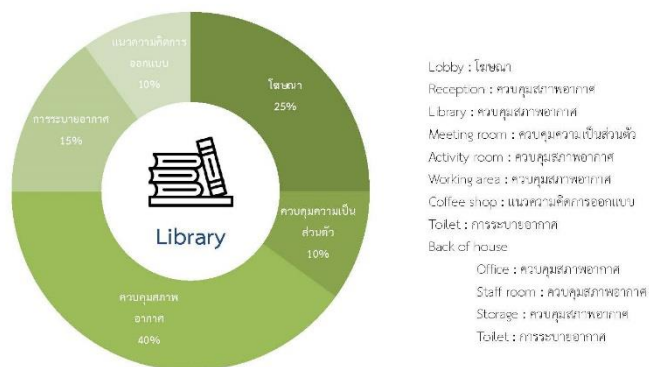 แนวความคิดการ
ออกแบบ
10%
โฆษณา
25%
การระบายอากาศ
15%
ควบคุมความเป็น
ส่วนตัว
10%
Library
ควบคุมสภาพ
อากาศ
40%
Lobby : โฆษณา
Reception : ควบคุมสภาพอากาศ
Library : ควบคุมสภาพอากาศ
Meeting room : ควบคุมความเป็นส่วนตัว
Activity room : ควบคุมสภาพอากาศ
Working area : ควบคุมสภาพอากาศ
Coffee shop : แนวความคิดการออกแบบ
Toilet : การระบายอากาศ
Back of house
Office : ควบคุมสภาพอากาศ
Staff room : ควบคุมสภาพอากาศ
Storage : ควบคุมสภาพอากาศ
Toilet : การระบายอากาศ